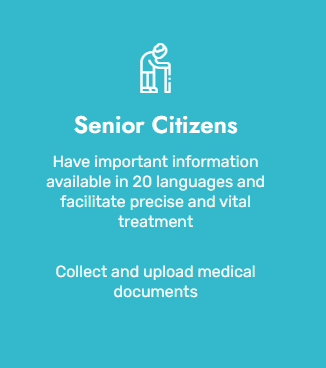 Senior Citizens
Have important information
available in 20 languages and
facilitate precise and vital
treatment
Collect and upload medical
documents